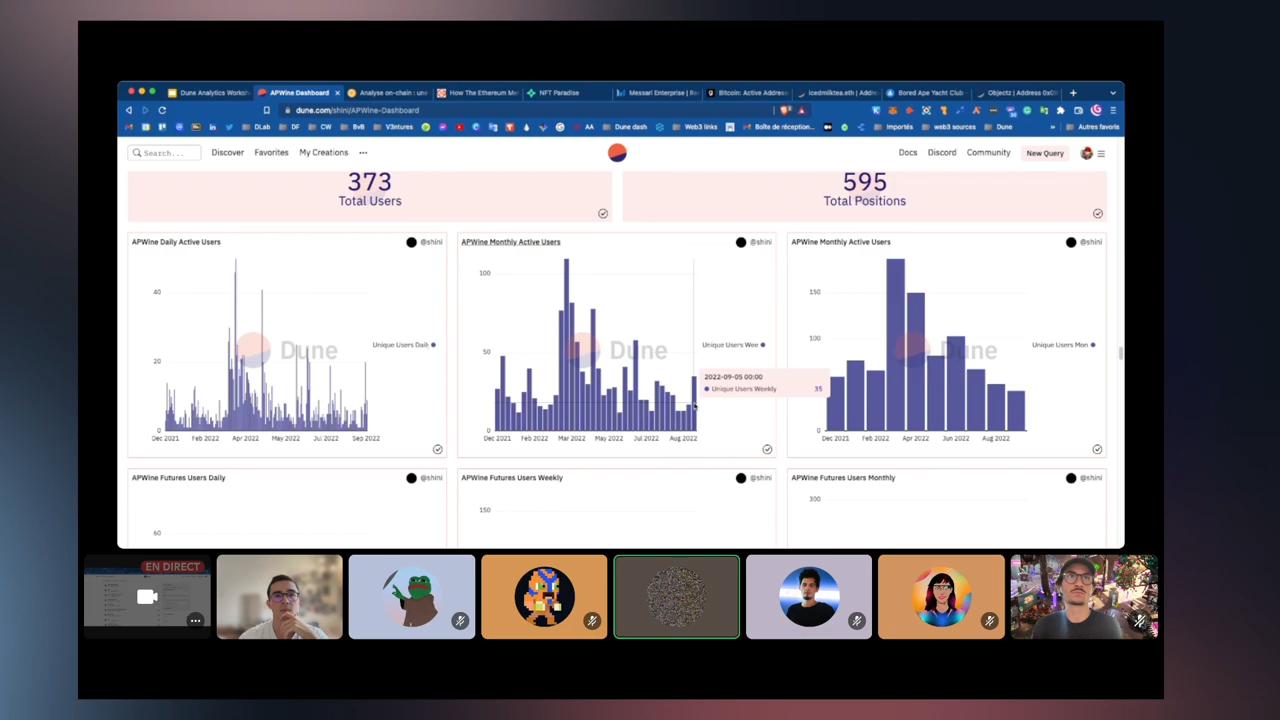 Dune Analytics Worksh
APWine Dashboard
Analyse on-chain : une
How The Ethereum Me
NFT Paradise
Messari Enterprise | Re
Bitcoin: Active Address
icedmilktea.eth | Addr
Bored Ape Yacht Club
Objectz | Address 0x0
dune.com/shini/APWine-Dashboard
DLab
DF
CW
BvB
V3ntures
AA
Dune dash
Web3 links
Boîte de réception...
Importés
web3 sources
Dune
Autres favoris
Search...
Discover
Favorites
My Creations
Docs
Discord
Community
New Query
373
Total Users
595
Total Positions
APWine Daily Active Users
@shini
40
20
0
Dec 2021 Feb 2022 Apr 2022 May 2022 Jul 2022 Sep 2022
Unique Users Daily
Dune
APWine Monthly Active Users
@shini
100
50
0
Dec 2021 Feb 2022 Mar 2022 May 2022 Jul 2022 Aug 2022
Unique Users Wee
Dune
2022-09-05 00:00
Unique Users Weekly 35
APWine Monthly Active Users
@shini
150
100
50
0
Dec 2021 Feb 2022 Apr 2022 Jun 2022 Aug 2022
Unique Users Mon
Dune
APWine Futures Users Daily
@shini
60
APWine Futures Users Weekly
@shini
150
APWine Futures Users Monthly
@shini
300
EN DIRECT